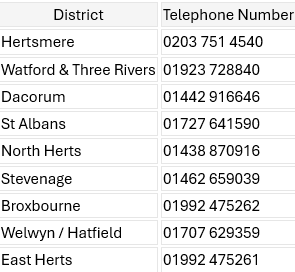 District Telephone Number
Hertsmere 0203 751 4540
Watford & Three Rivers 01923 728840
Dacorum 01442 916646
St Albans 01727 641590
North Herts 01438 870916
Stevenage 01462 659039
Broxbourne 01992 475262
Welwyn / Hatfield 01707 629359
East Herts 01992 475261